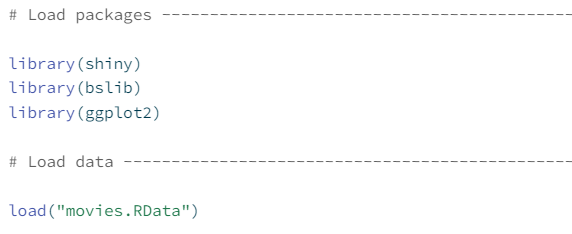 # Load packages -------------------------------------------
library(shiny)
library(bslib)
library(ggplot2)
# Load data -----------------------------------------------
load("movies.RData")